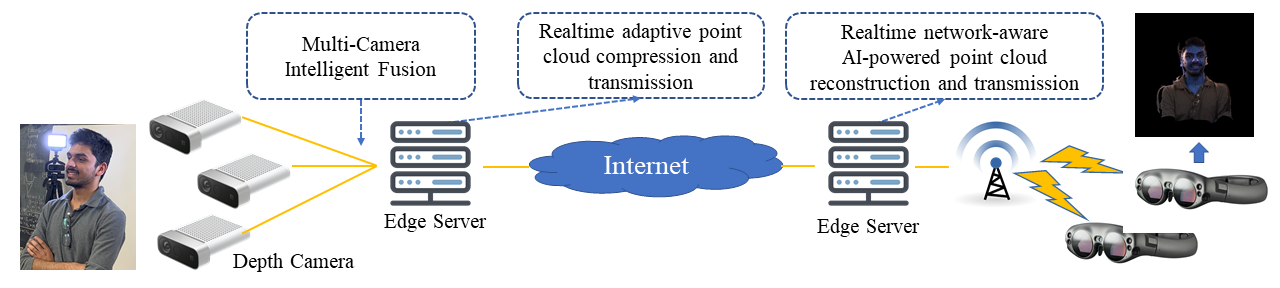 Multi-Camera
Intelligent Fusion
Realtime adaptive point
cloud compression and
transmission
Realtime network-aware
AI-powered point cloud
reconstruction and transmission
Internet
Edge Server
Edge Server
Depth Camera